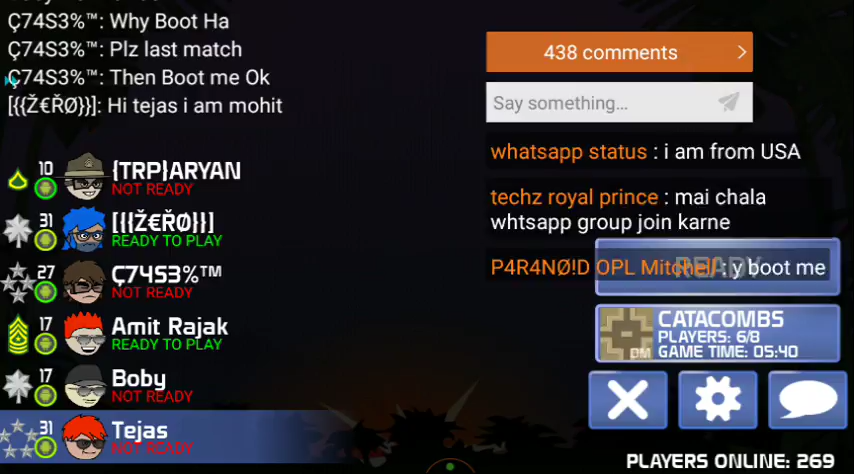 Ç74S3%™: Why Boot Ha
Ç74S3%™: Plz last match
Ç74S3%™: Then Boot me Ok
[{{Ž€ŘØ}}]: Hi tejas i am mohit
438 comments
Say something...
whatsapp status : i am from USA
techz royal prince : mai chala
whtsapp group join karne
P4R4NØ!D OPL Mitchell : y boot me
READY
10
{TRP}ARYAN
NOT READY
31
[{{Ž€ŘØ}}]
READY TO PLAY
27
Ç74S3%™
NOT READY
17
Amit Rajak
READY TO PLAY
17
Boby
NOT READY
31
Tejas
NOT READY
CATACOMBS
PLAYERS: 6/8
DM
GAME TIME: 05:40
PLAYERS ONLINE: 269